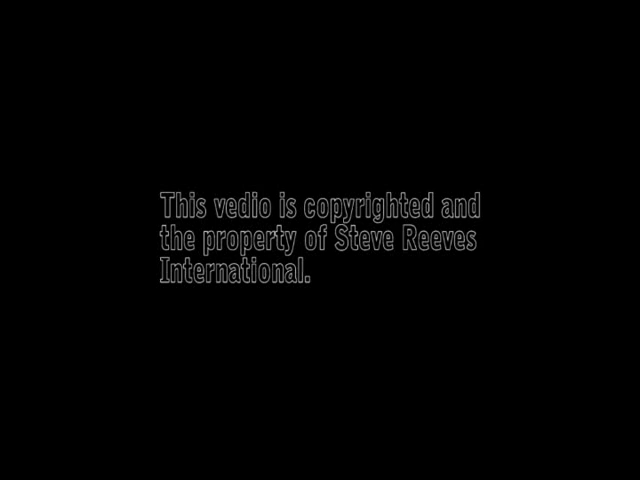 This vedio is copyrighted and
the property of Steve Reeves
International.